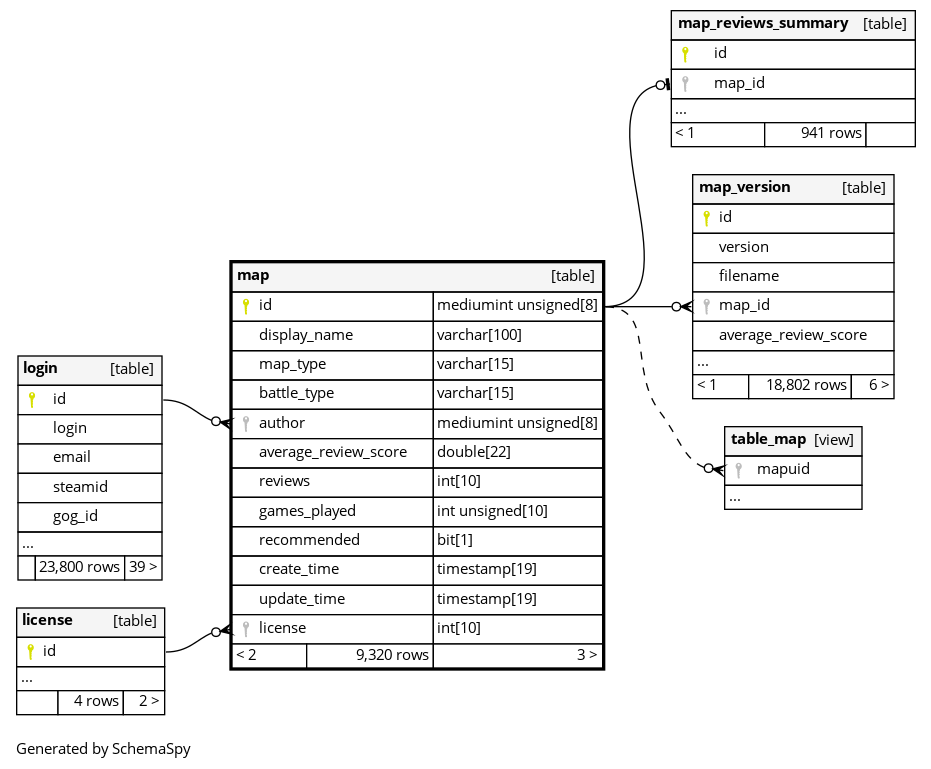 map_reviews_summary [table]
id
map_id
...
< 1 941 rows
map_version [table]
id
version
filename
map_id
average_review_score
...
< 1 18,802 rows 6 >
table_map [view]
mapuid
...
map [table]
id mediumint unsigned[8]
display_name varchar[100]
map_type varchar[15]
battle_type varchar[15]
author mediumint unsigned[8]
average_review_score double[22]
reviews int[10]
games_played int unsigned[10]
recommended bit[1]
create_time timestamp[19]
update_time timestamp[19]
license int[10]
< 2 9,320 rows 3 >
login [table]
id
login
email
steamid
gog_id
...
23,800 rows 39 >
license [table]
id
...
4 rows 2 >
Generated by SchemaSpy